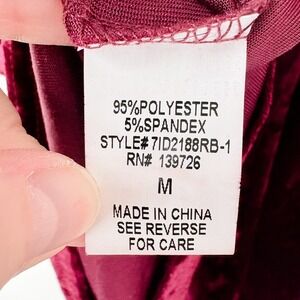 95%POLYESTER
5%SPANDEX
STYLE# 7ID2188RB-1
RN# 139726
M
MADE IN CHINA
SEE REVERSE
FOR CARE